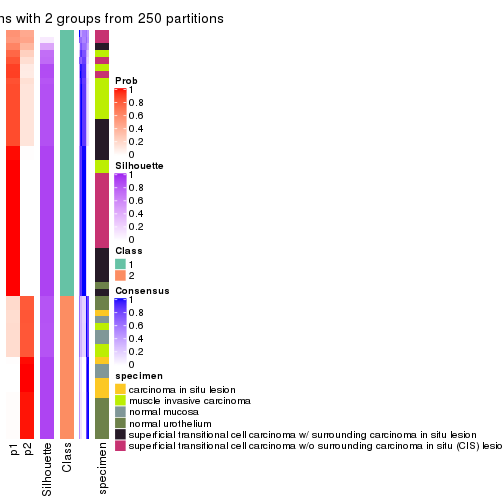 ns with 2 groups from 250 partitions
Prob
1
0.8
0.6
0.4
0.2
0
Silhouette
1
0.8
0.6
0.4
0.2
0
Class
1
2
Consensus
1
0.8
0.6
0.4
0.2
0
specimen
carcinoma in situ lesion
muscle invasive carcinoma
normal mucosa
normal urothelium
superficial transitional cell carcinoma w/ surrounding carcinoma in situ lesion
superficial transitional cell carcinoma w/o surrounding carcinoma in situ (CIS) lesio
p1
p2
Silhouette
Class
specimen